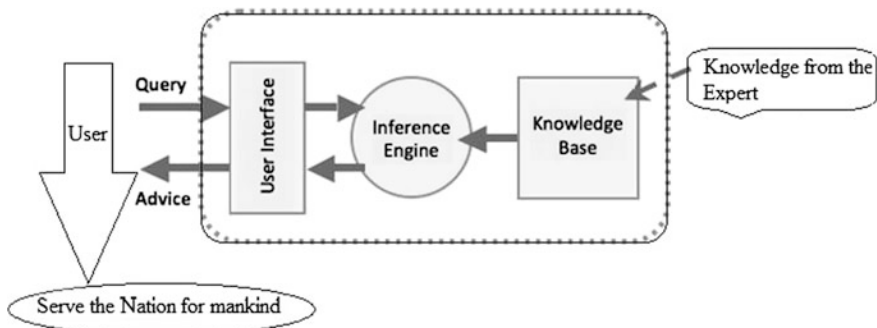 Query
User
Advice
User Interface
Inference
Engine
Knowledge
Base
Knowledge from the
Expert
Serve the Nation for mankind